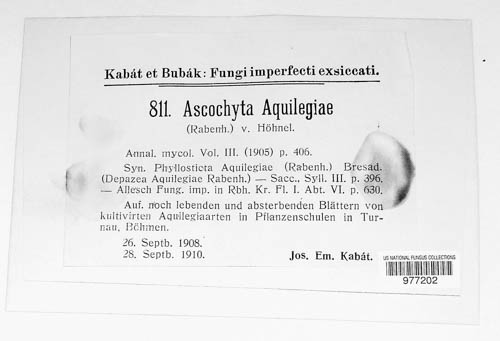 Kabát et Bubák: Fungi imperfecti exsiccati.
811. Ascochyta Aquilegiae
(Rabenh.) v. Höhnel.
Annal. mycol. Vol. III. (1905) p. 406.
Syn. Phyllosticta Aquilegiae (Rabenh.) Bresad.
(Depazea Aquilegiae Rabenh.) — Sacc., Syll. III. p. 396.
— Allesch Fung. imp. in Rbh. Kr. Fl. I. Abt. VI. p. 630.
Auf noch lebenden und absterbenden Blättern von
kultivirten Aquilegiaarten in Pflanzenschulen in Tur-
nau, Böhmen.
26. Septb. 1908.
28. Septb. 1910.
Jos. Em. Kabát.
US NATIONAL FUNGUS COLLECTIONS
977202